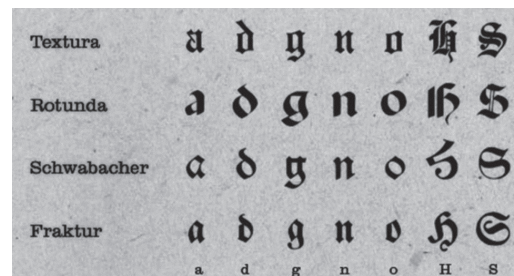 Textura a d g n o H S
Rotunda a d g n o H S
Schwabacher a d g n o H S
Fraktur a d g n o H S
a d g n o H S